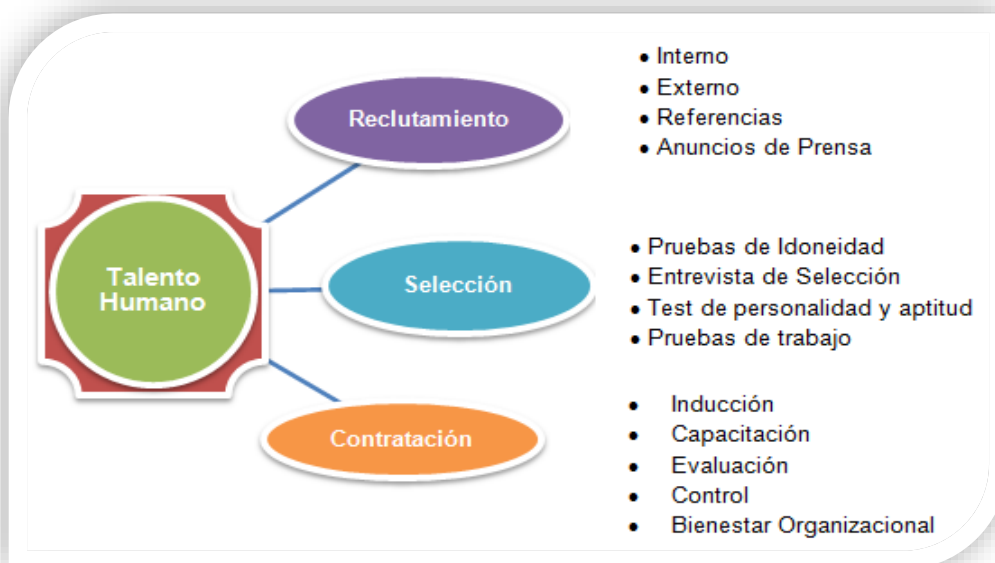 Talento
Humano
Reclutamiento
• Interno
• Externo
• Referencias
• Anuncios de Prensa
Selección
• Pruebas de Idoneidad
• Entrevista de Selección
• Test de personalidad y aptitud
• Pruebas de trabajo
Contratación
• Inducción
• Capacitación
• Evaluación
• Control
• Bienestar Organizacional